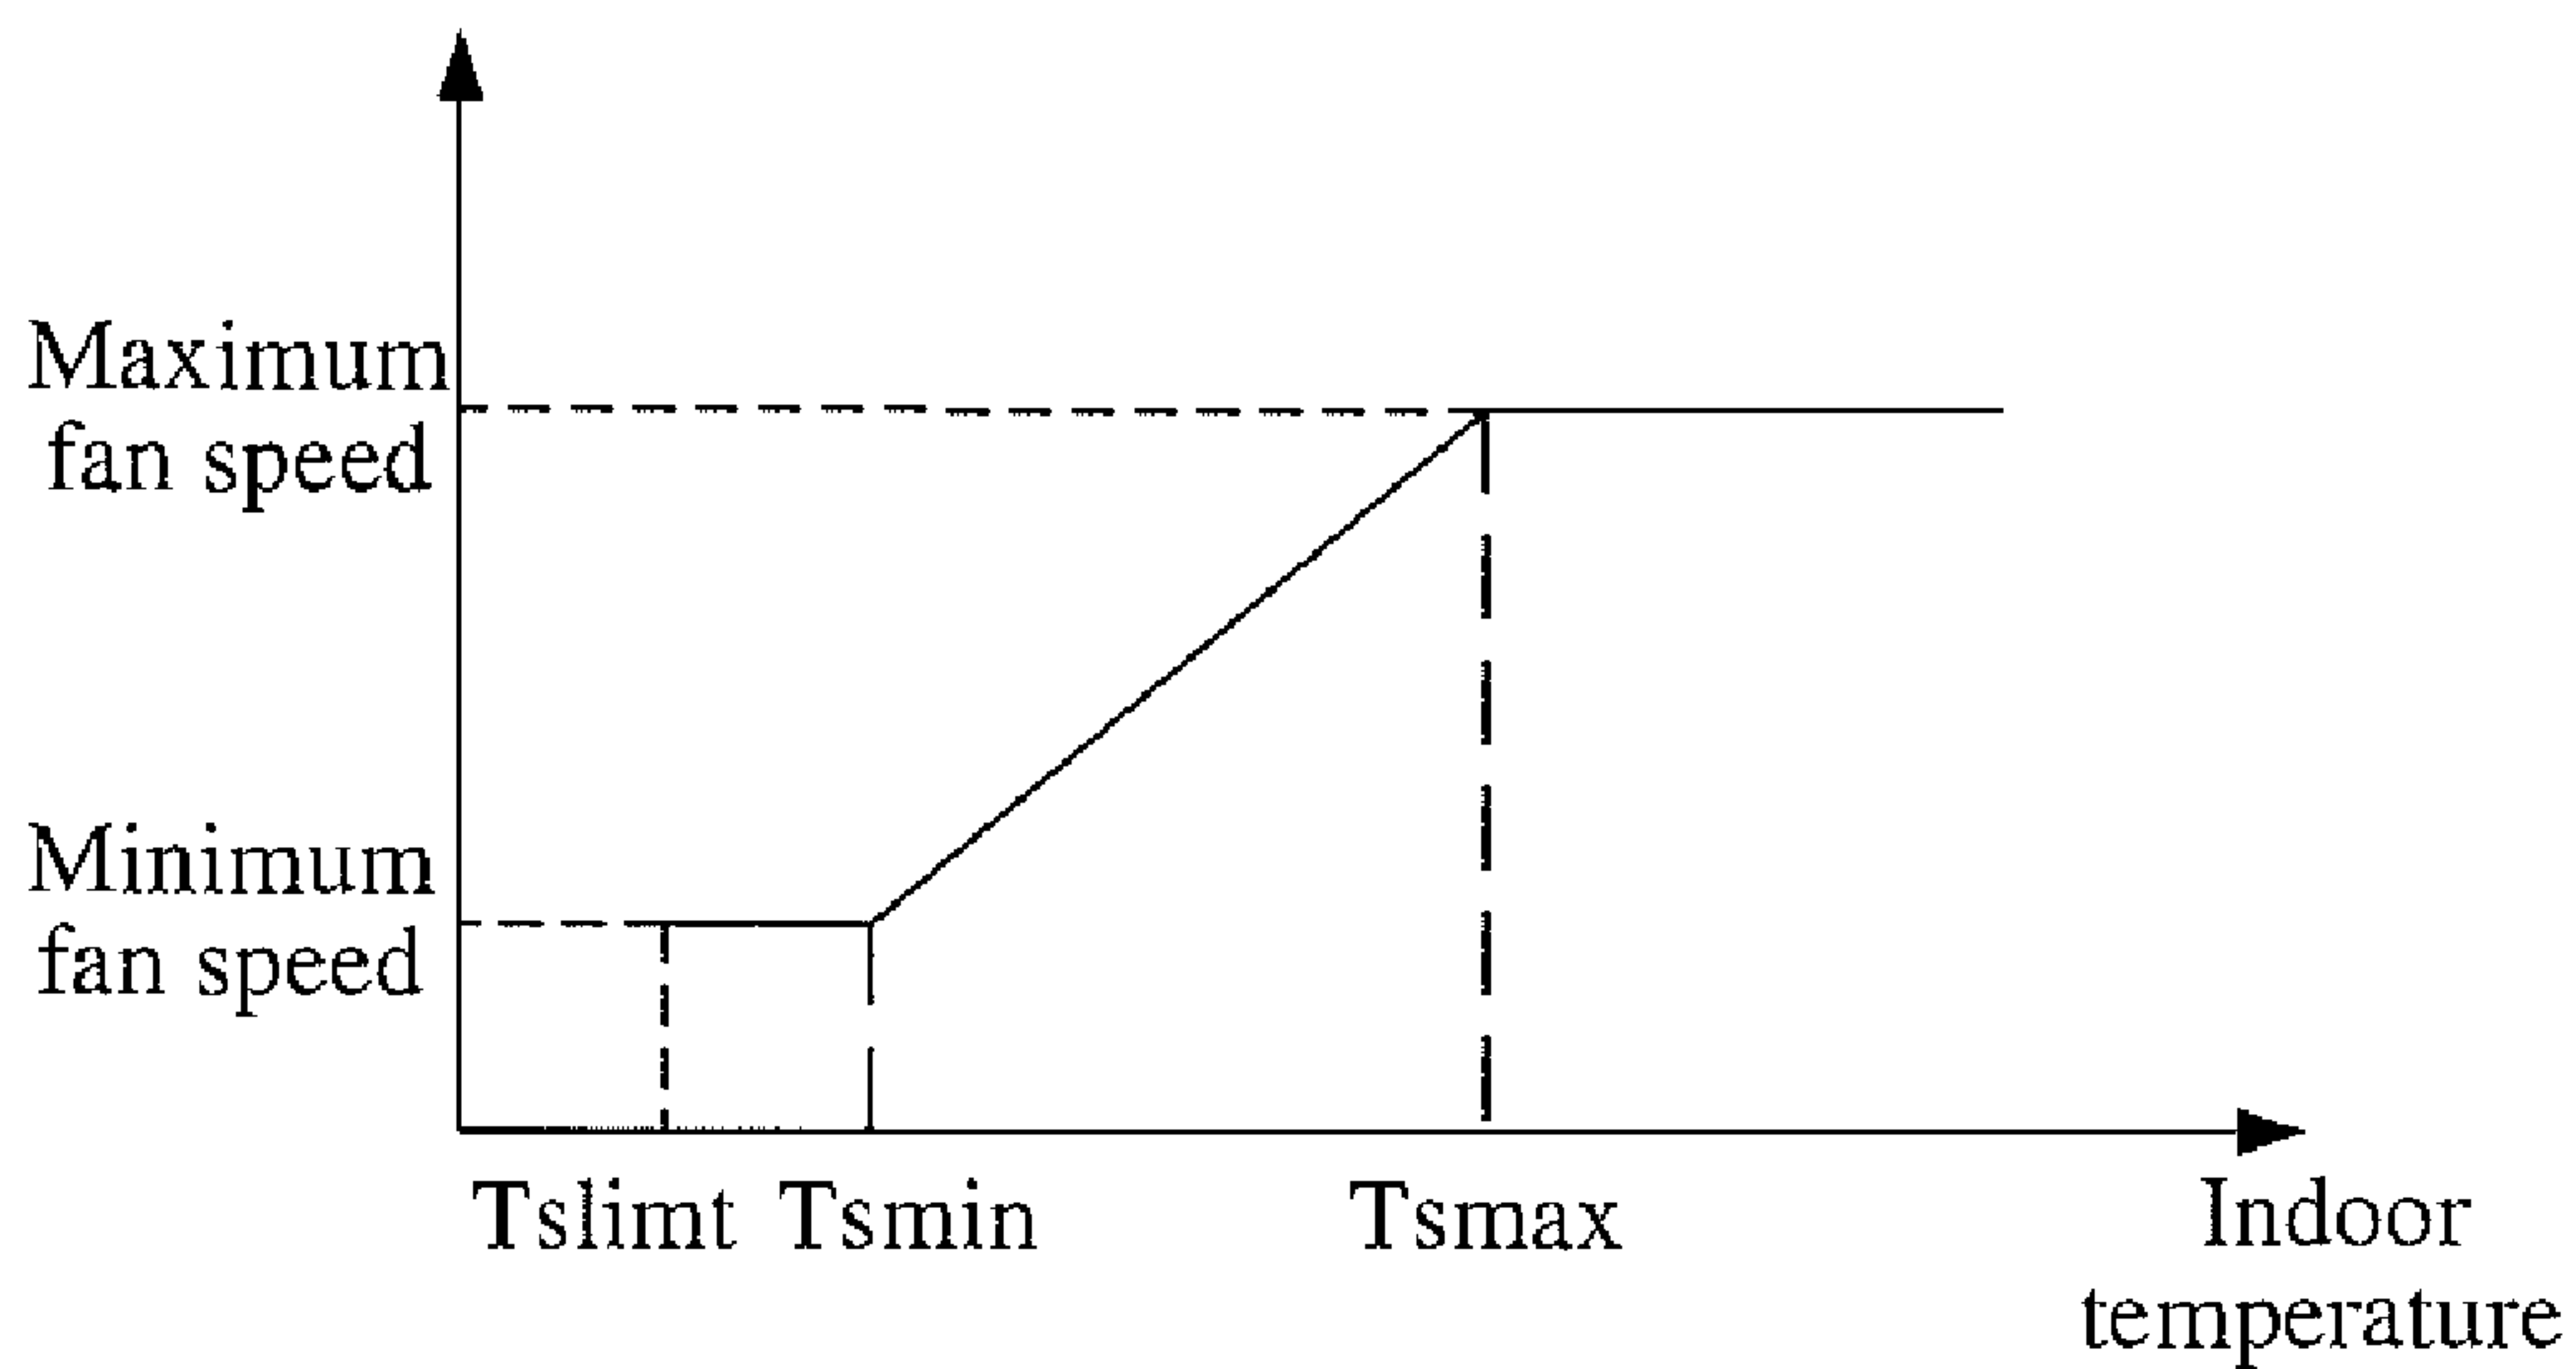 Maximum
fan speed
Minimum
fan speed
Tslimt Tsmin Tsmax Indoor
temperature